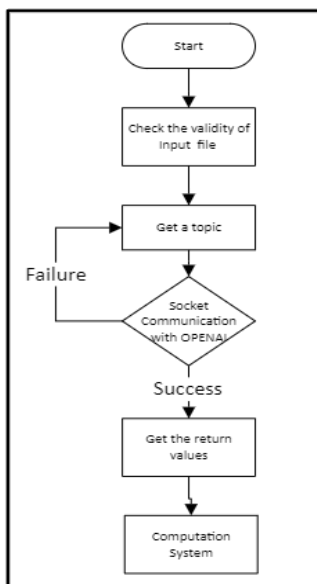 Start
Check the validity of
Input file
Get a topic
Failure
Socket
Communication
with OPENAI
Success
Get the return
values
Computation
System